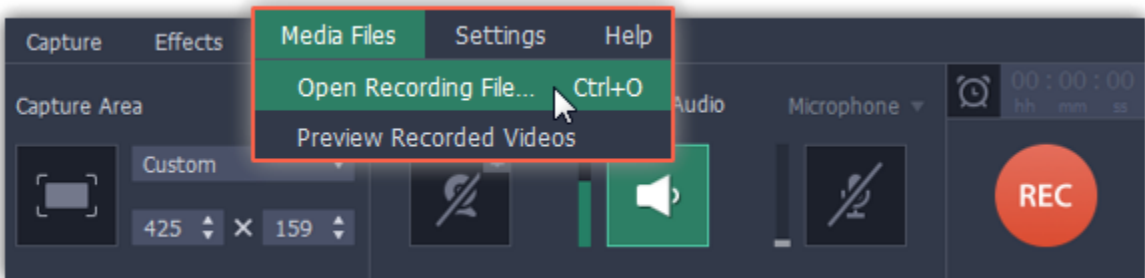 Capture Effects Media Files Settings Help
Open Recording File... Ctrl+O
Preview Recorded Videos
Capture Area Audio Microphone
00:00:00
hh mm ss
Custom
425 × 159
REC